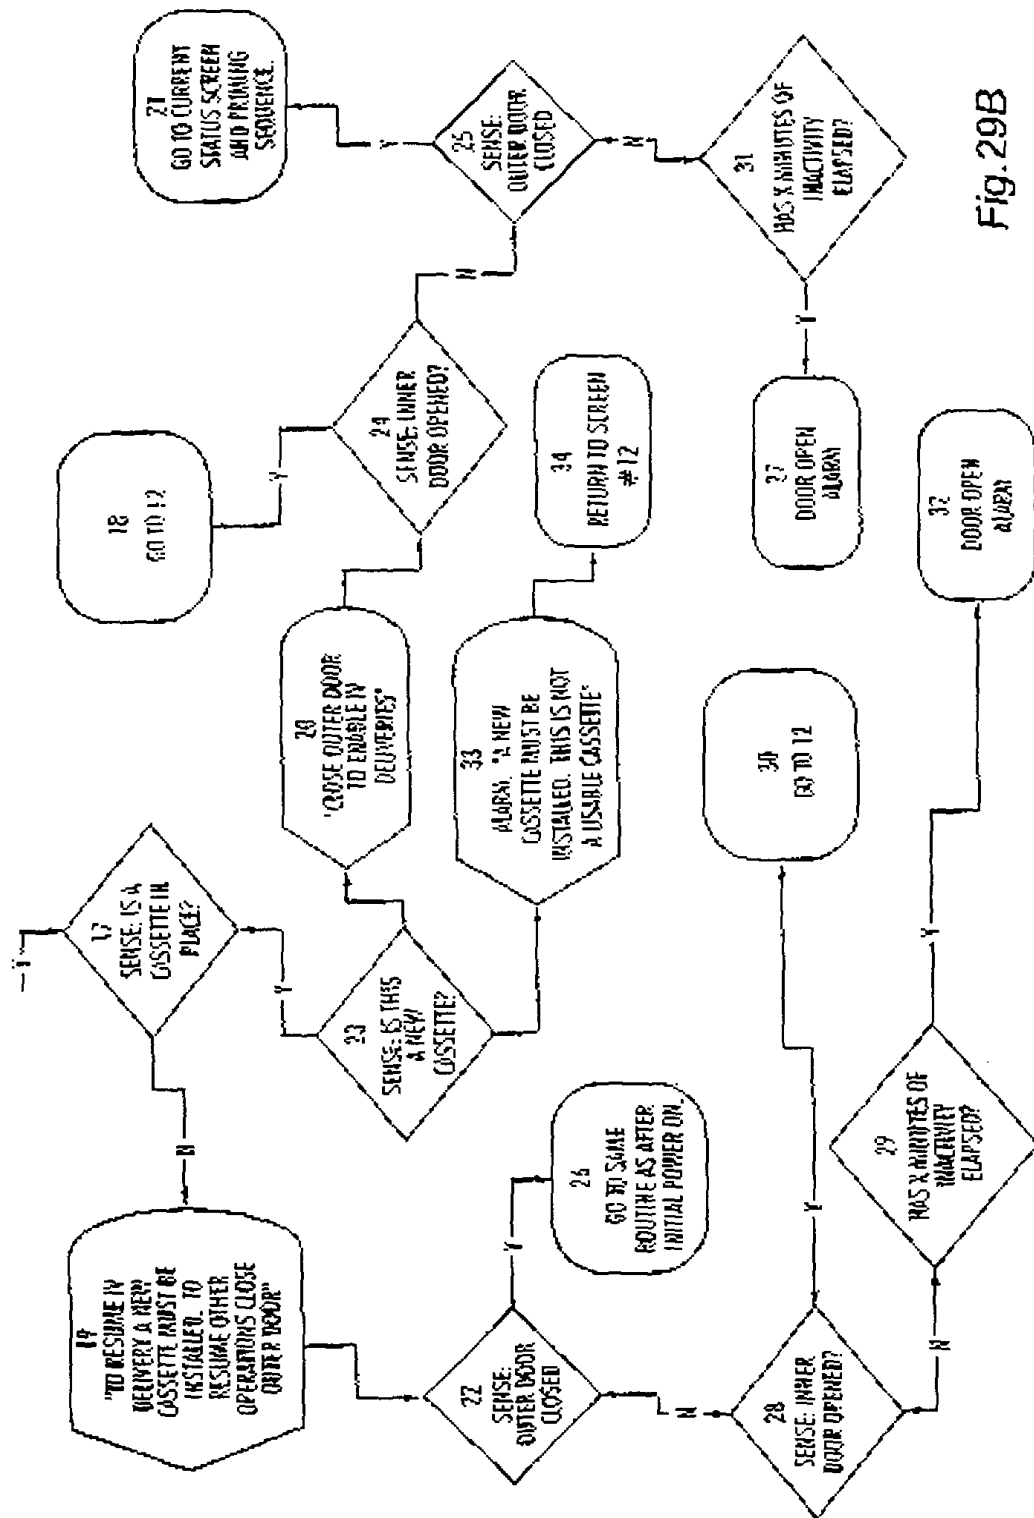 19
"TO RESUME IV
DELIVERY A NEW
CASSETTE MUST BE
INSTALLED. TO
RESUME OTHER
OPERATIONS CLOSE
OUTER DOOR"
N
17
SENSE: IS A
CASSETTE IN
PLACE?
Y
18
GO TO 12
21
GO TO CURRENT
STATUS SCREEN
AND PRIMING
SEQUENCE.
Y
20
"CLOSE OUTER DOOR
TO ENABLE IV
DELIVERIES"
Y
24
SENSE: INNER
DOOR OPENED?
N
Y
25
SENSE:
OUTER DOOR
CLOSED
23
SENSE: IS THIS
A NEW
CASSETTE?
22
SENSE:
OUTER DOOR
CLOSED
Y
26
GO TO SAME
ROUTINE AS AFTER
INITIAL POWER ON.
33
ALARM. "A NEW
CASSETTE MUST BE
INSTALLED. THIS IS NOT
A USABLE CASSETTE"
34
RETURN TO SCREEN
#12
N
N
28
SENSE: INNER
DOOR OPENED?
Y
30
GO TO 12
27
DOOR OPEN
ALARM
Y
31
HAS X MINUTES OF
INACTIVITY
ELAPSED?
N
29
HAS X MINUTES OF
INACTIVITY
ELAPSED?
Y
32
DOOR OPEN
ALARM
Fig. 29B